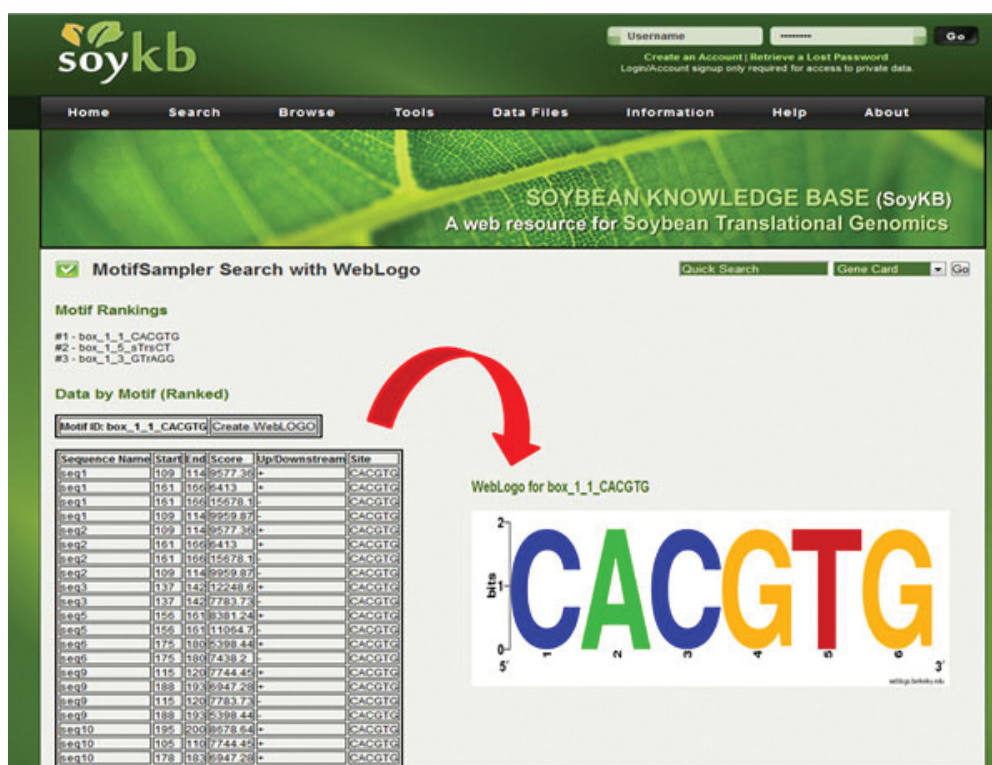 soykb
Username ········ Go
Create an Account | Retrieve a Lost Password
Login/Account signup only required for access to private data.
Home Search Browse Tools Data Files Information Help About
SOYBEAN KNOWLEDGE BASE (SoyKB)
A web resource for Soybean Translational Genomics
MotifSampler Search with WebLogo
Quick Search Gene Card Go
Motif Rankings
#1 - box_1_1_CACGTG
#2 - box_1_5_sTrsCT
#3 - box_1_3_GTrAGG
Data by Motif (Ranked)
Motif ID: box_1_1_CACGTG Create WebLOGO
Sequence Name Start End Score Up/Downstream Site
seq1 109 114 9577.36 + CACGTG
seq1 161 166 6413 + CACGTG
seq1 161 166 15678.1 - CACGTG
seq1 109 114 9959.87 - CACGTG
seq2 109 114 9577.36 + CACGTG
seq2 161 166 6413 + CACGTG
seq2 161 166 15678.1 - CACGTG
seq2 109 114 9959.87 - CACGTG
seq3 137 142 12248.6 + CACGTG
seq3 137 142 7783.73 - CACGTG
seq5 156 161 8381.24 + CACGTG
seq5 156 161 11064.7 - CACGTG
seq6 175 180 5398.44 + CACGTG
seq6 175 180 7438.2 - CACGTG
seq9 115 120 7744.45 + CACGTG
seq9 188 193 6947.28 + CACGTG
seq9 115 120 7783.73 - CACGTG
seq9 188 193 5398.44 - CACGTG
seq10 195 200 8678.64 + CACGTG
seq10 105 110 7744.45 + CACGTG
seq10 178 183 6947.28 + CACGTG
WebLogo for box_1_1_CACGTG
2
bits
1
0
CACGTG
5′ 1 2 3 4 5 6 3′
weblogo.berkeley.edu